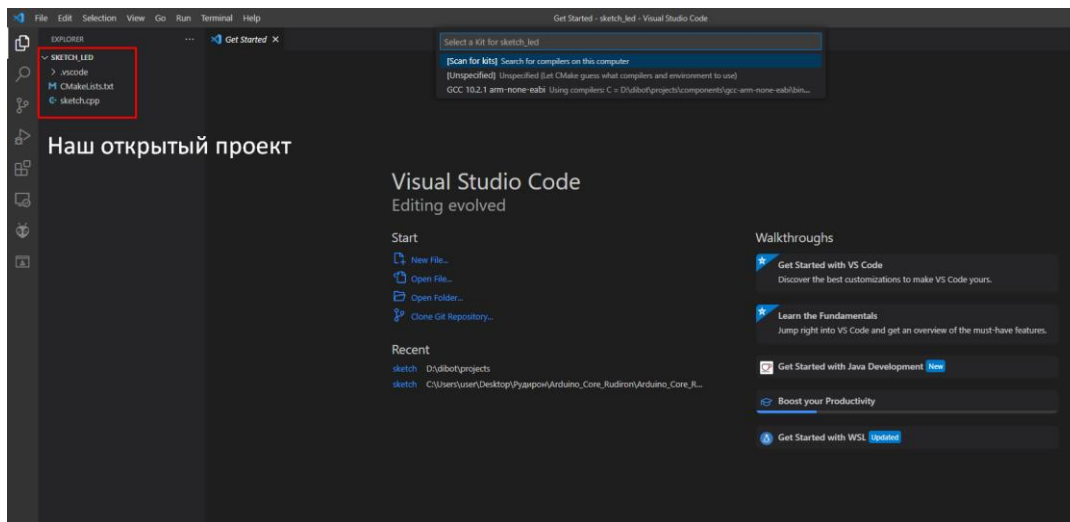 File Edit Selection View Go Run Terminal Help
Get Started - sketch_led - Visual Studio Code
EXPLORER
Get Started
SKETCH_LED
.vscode
CMakeLists.txt
sketch.cpp
Select a Kit for sketch_led
[Scan for kits] Search for compilers on this computer
[Unspecified] Unspecified (Let CMake guess what compilers and environment to use)
GCC 10.2.1 arm-none-eabi Using compilers: C = D:\dibot\projects\components\gcc-arm-none-eabi\bin...
Наш открытый проект
Visual Studio Code
Editing evolved
Start
New File...
Open File...
Open Folder...
Clone Git Repository...
Recent
sketch D:\dibot\projects
sketch C:\Users\user\Desktop\Рудирон\Arduino_Core_Rudiron\Arduino_Core_R...
Walkthroughs
Get Started with VS Code
Discover the best customizations to make VS Code yours.
Learn the Fundamentals
Jump right into VS Code and get an overview of the must-have features.
Get Started with Java Development New
Boost your Productivity
Get Started with WSL Updated